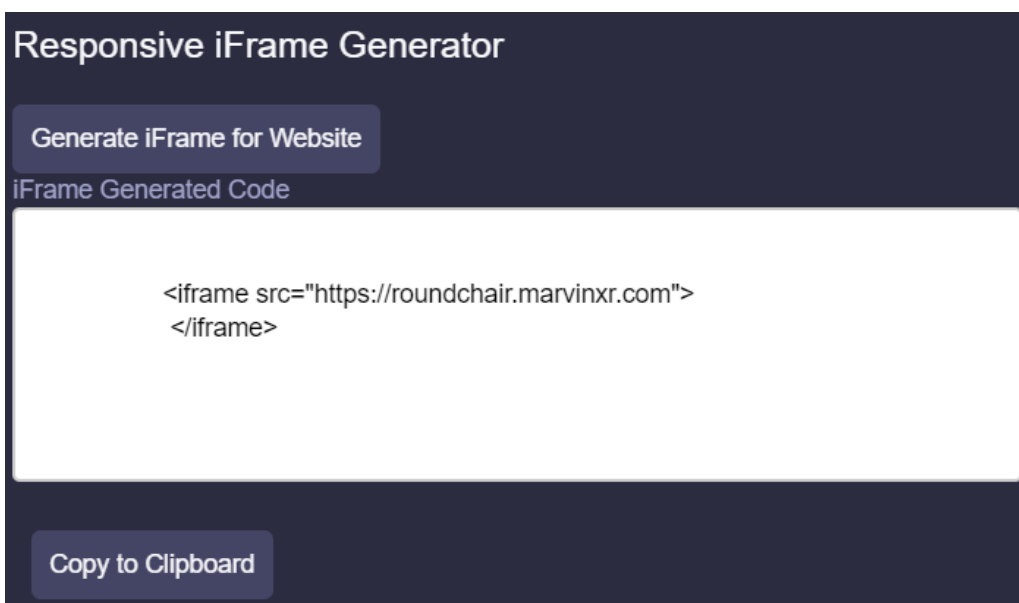 Responsive iFrame Generator
Generate iFrame for Website
iFrame Generated Code
<iframe src="https://roundchair.marvinxr.com">
</iframe>
Copy to Clipboard